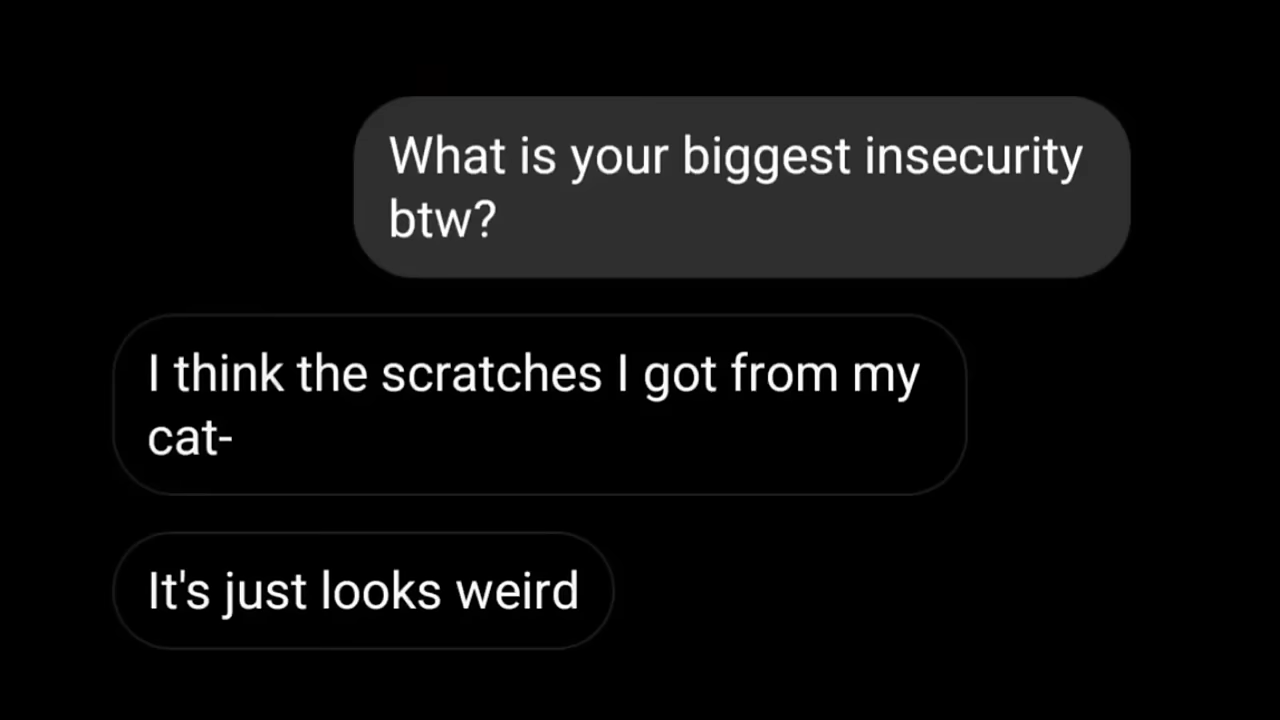 What is your biggest insecurity
btw?
I think the scratches I got from my
cat-
It's just looks weird